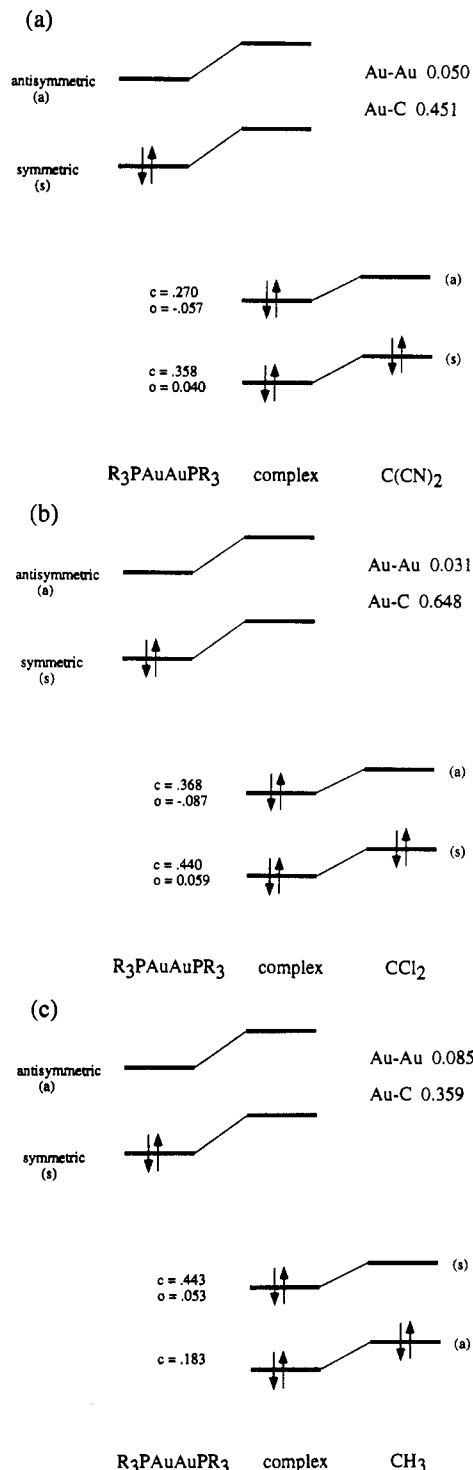 (a)
Au-Au 0.050
antisymmetric
(a)
Au-C 0.451
symmetric
(s)
c = .270
o = -.057
(a)
c = .358
o = 0.040
(s)
R3PAuAuPR3 complex C(CN)2
(b)
Au-Au 0.031
antisymmetric
(a)
Au-C 0.648
symmetric
(s)
c = .368
o = -.087
(a)
c = .440
o = 0.059
(s)
R3PAuAuPR3 complex CCl2
(c)
Au-Au 0.085
antisymmetric
(a)
Au-C 0.359
symmetric
(s)
c = .443
o = .053
(s)
c = .183
(a)
R3PAuAuPR3 complex CH3